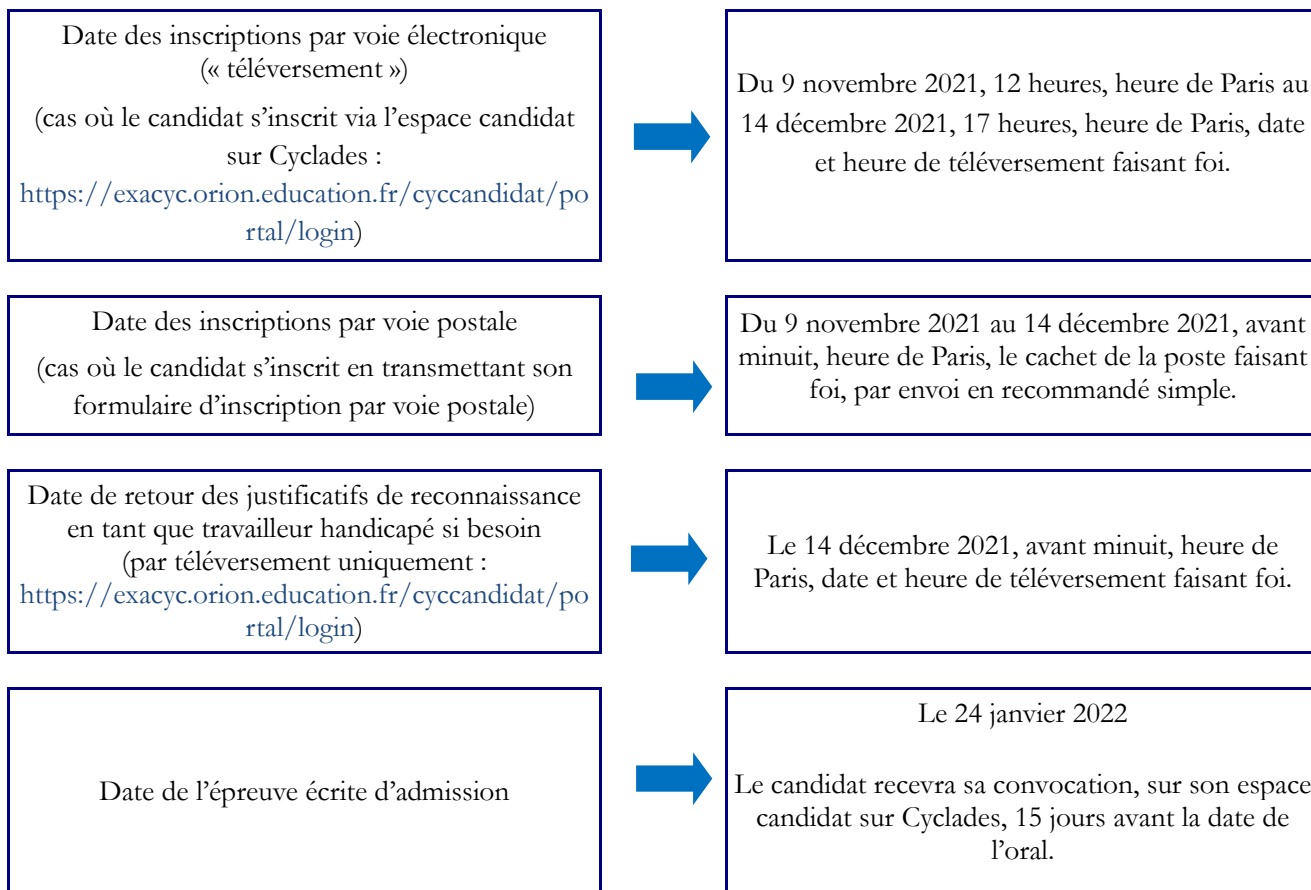 Date des inscriptions par voie électronique
(« téléversement »)
(cas où le candidat s’inscrit via l’espace candidat
sur Cyclades :
https://exacyc.orion.education.fr/cyccandidat/po
rtal/login)
Du 9 novembre 2021, 12 heures, heure de Paris au
14 décembre 2021, 17 heures, heure de Paris, date
et heure de téléversement faisant foi.
Date des inscriptions par voie postale
(cas où le candidat s’inscrit en transmettant son
formulaire d’inscription par voie postale)
Du 9 novembre 2021 au 14 décembre 2021, avant
minuit, heure de Paris, le cachet de la poste faisant
foi, par envoi en recommandé simple.
Date de retour des justificatifs de reconnaissance
en tant que travailleur handicapé si besoin
(par téléversement uniquement :
https://exacyc.orion.education.fr/cyccandidat/po
rtal/login)
Le 14 décembre 2021, avant minuit, heure de
Paris, date et heure de téléversement faisant foi.
Date de l’épreuve écrite d’admission
Le 24 janvier 2022
Le candidat recevra sa convocation, sur son espace
candidat sur Cyclades, 15 jours avant la date de
l’oral.